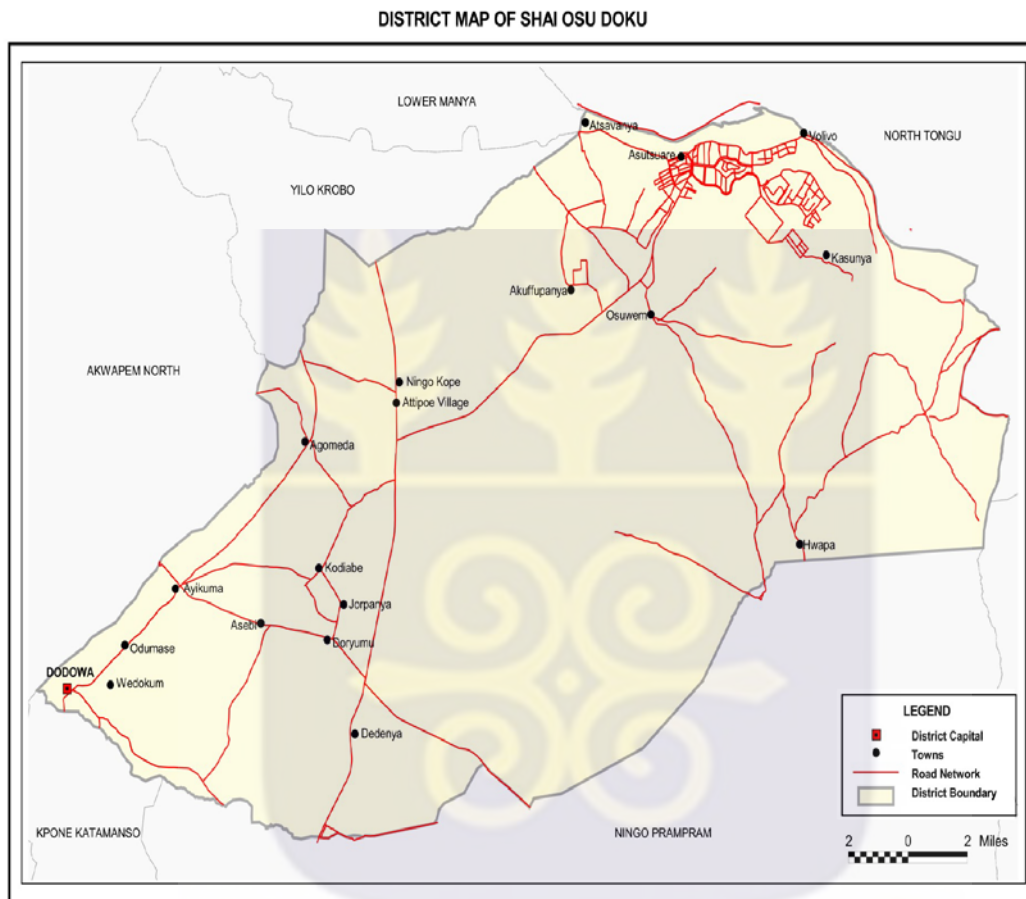 DISTRICT MAP OF SHAI OSU DOKU
LOWER MANYA
Atsavanya
Volivo
NORTH TONGU
Asutsuare
YILO KROBO
Kasunya
Akuffupanya
Osuwem
AKWAPEM NORTH
Ningo Kope
Attipoe Village
Agomeda
Hwapa
Kodiabe
Ayikuma
Jorpanya
Asebi
Doryumu
Odumase
DODOWA
Wedokum
Dedenya
KPONE KATAMANSO
NINGO PRAMPRAM
LEGEND
District Capital
Towns
Road Network
District Boundary
2 0 2 Miles